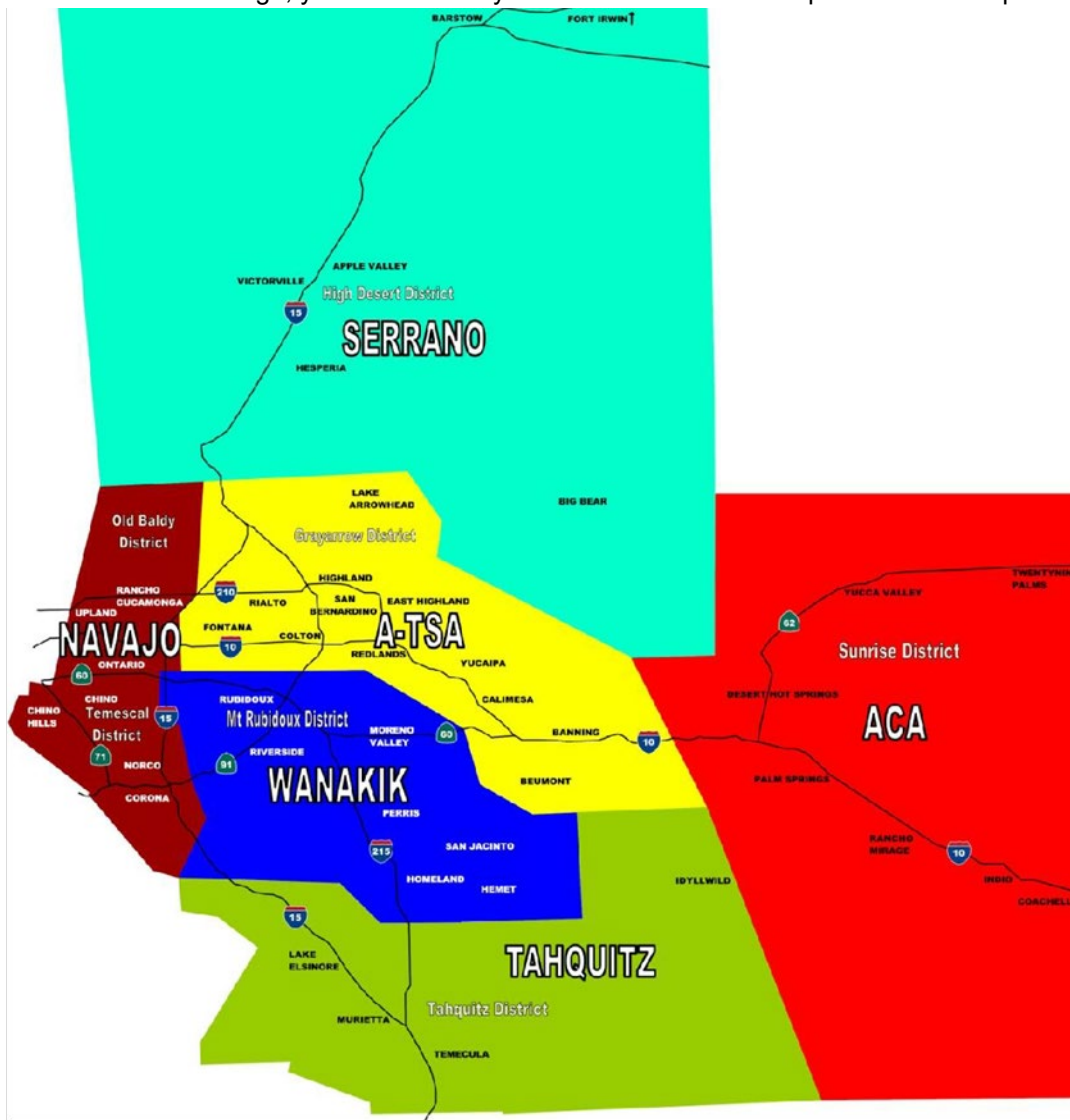 BARSTOW
FORT IRWIN
APPLE VALLEY
VICTORVILLE
High Desert District
15
SERRANO
HESPERIA
LAKE
ARROWHEAD
BIG BEAR
Old Baldy
District
Grayarrow District
RANCHO
CUCAMONGA
UPLAND
210
RIALTO
HIGHLAND
SAN
BERNARDINO
EAST HIGHLAND
NAVAJO
FONTANA
10
COLTON
A-TSA
REDLANDS
YUCAIPA
CALIMESA
YUCCA VALLEY
62
Sunrise District
DESERT HOT SPRINGS
ACA
ONTARIO
60
CHINO
CHINO
HILLS
Temescal
District
15
71
NORCO
CORONA
RUBIDOUX
Mt Rubidoux District
RIVERSIDE
91
MORENO
VALLEY
60
WANAKIK
BANNING
10
BEUMONT
PALM SPRINGS
PERRIS
215
SAN JACINTO
HOMELAND
HEMET
IDYLLWILD
RANCHO
MIRAGE
10
INDIO
15
LAKE
ELSINORE
TAHQUITZ
Tahquitz District
MURIETTA
TEMECULA